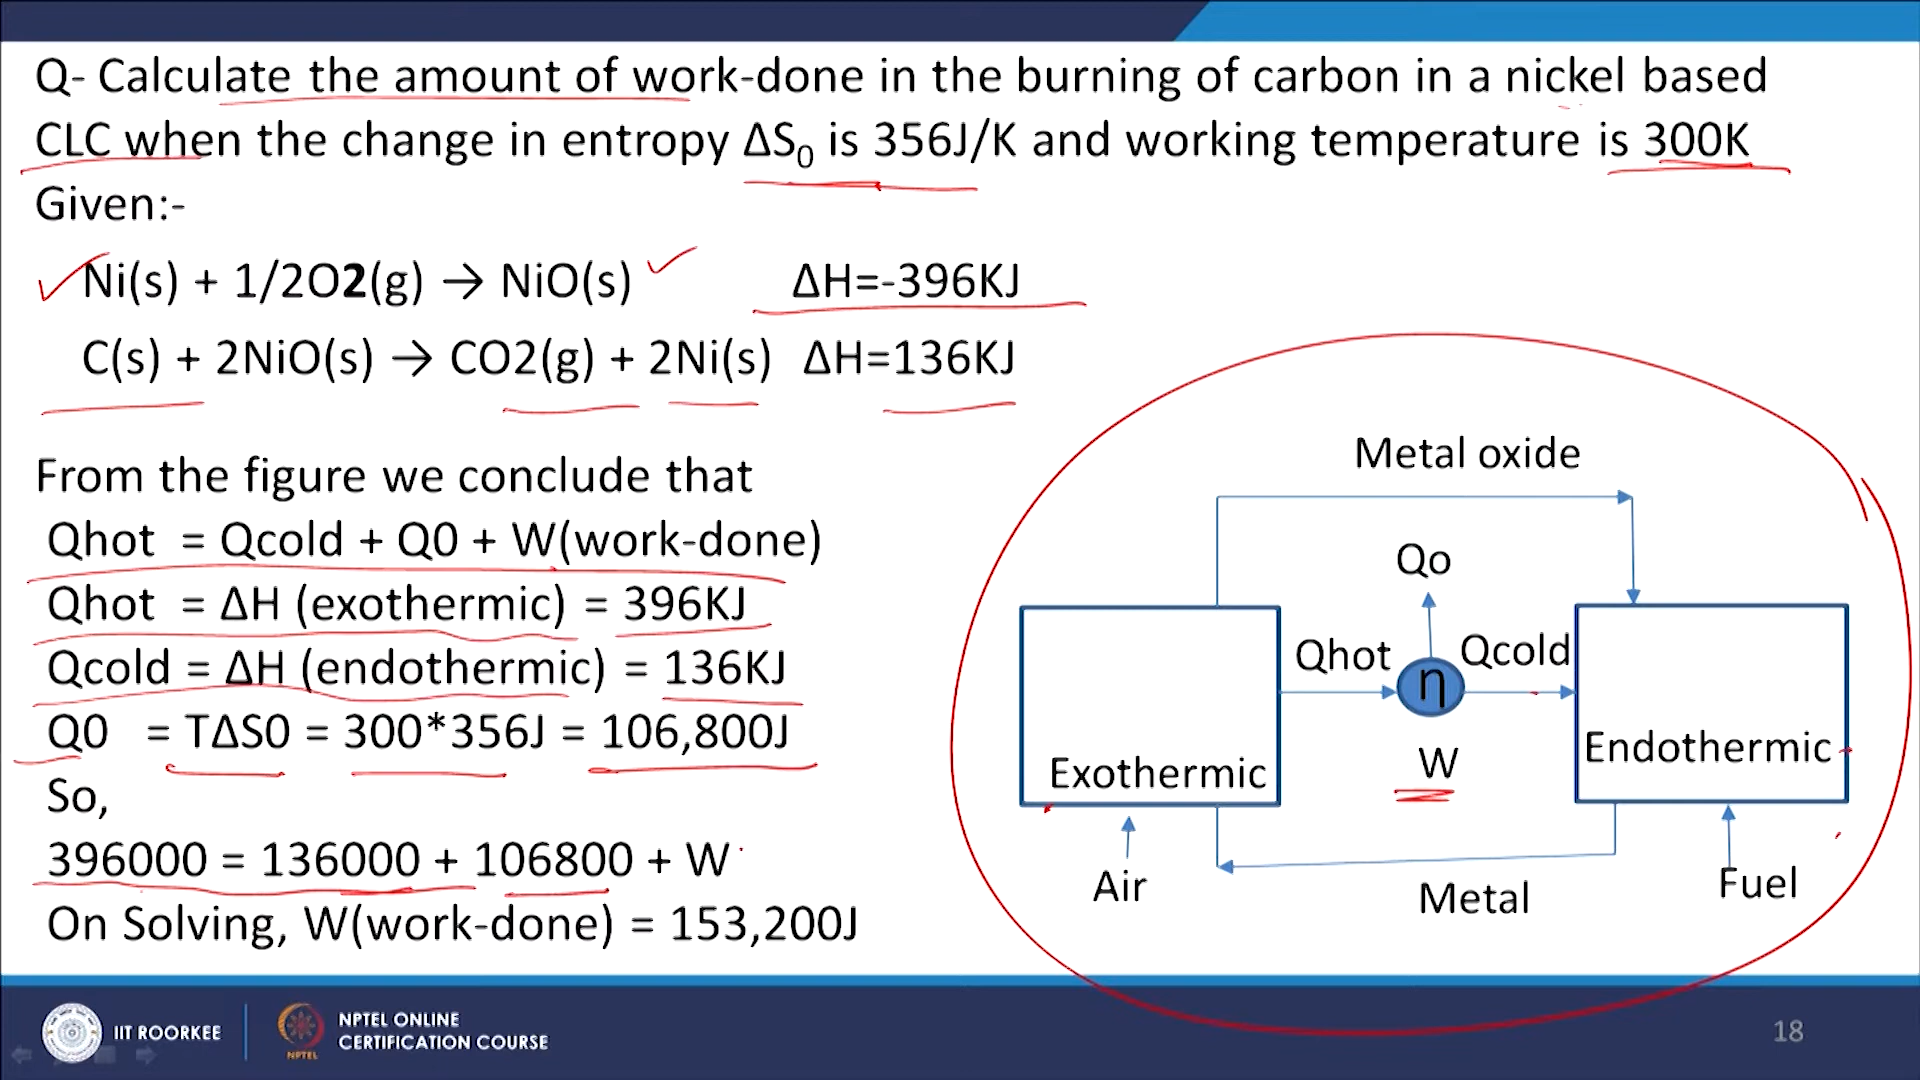 Q- Calculate the amount of work-done in the burning of carbon in a nickel based
CLC when the change in entropy ΔS₀ is 356J/K and working temperature is 300K
Given:-
Ni(s) + 1/2O2(g) → NiO(s) ΔH=-396KJ
C(s) + 2NiO(s) → CO2(g) + 2Ni(s) ΔH=136KJ
From the figure we conclude that
Qhot = Qcold + Q0 + W(work-done)
Qhot = ΔH (exothermic) = 396KJ
Qcold = ΔH (endothermic) = 136KJ
Q0 = TΔS0 = 300*356J = 106,800J
So,
396000 = 136000 + 106800 + W
On Solving, W(work-done) = 153,200J
Metal oxide
Qo
Qhot
Qcold
η
W
Exothermic
Endothermic
Air
Metal
Fuel
IIT ROORKEE
NPTEL
NPTEL ONLINE
CERTIFICATION COURSE
18